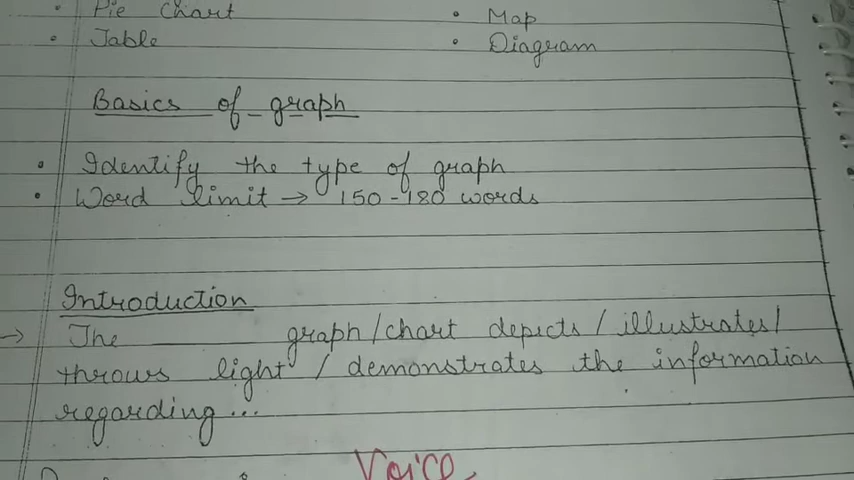 • Pie Chart
• Map
• Table
• Diagram
Basics of graph
• Identify the type of graph
• Word limit → 150-180 words
Introduction
→ The ______ graph/chart depicts/illustrates/
throws light / demonstrates the information
regarding...
Voice